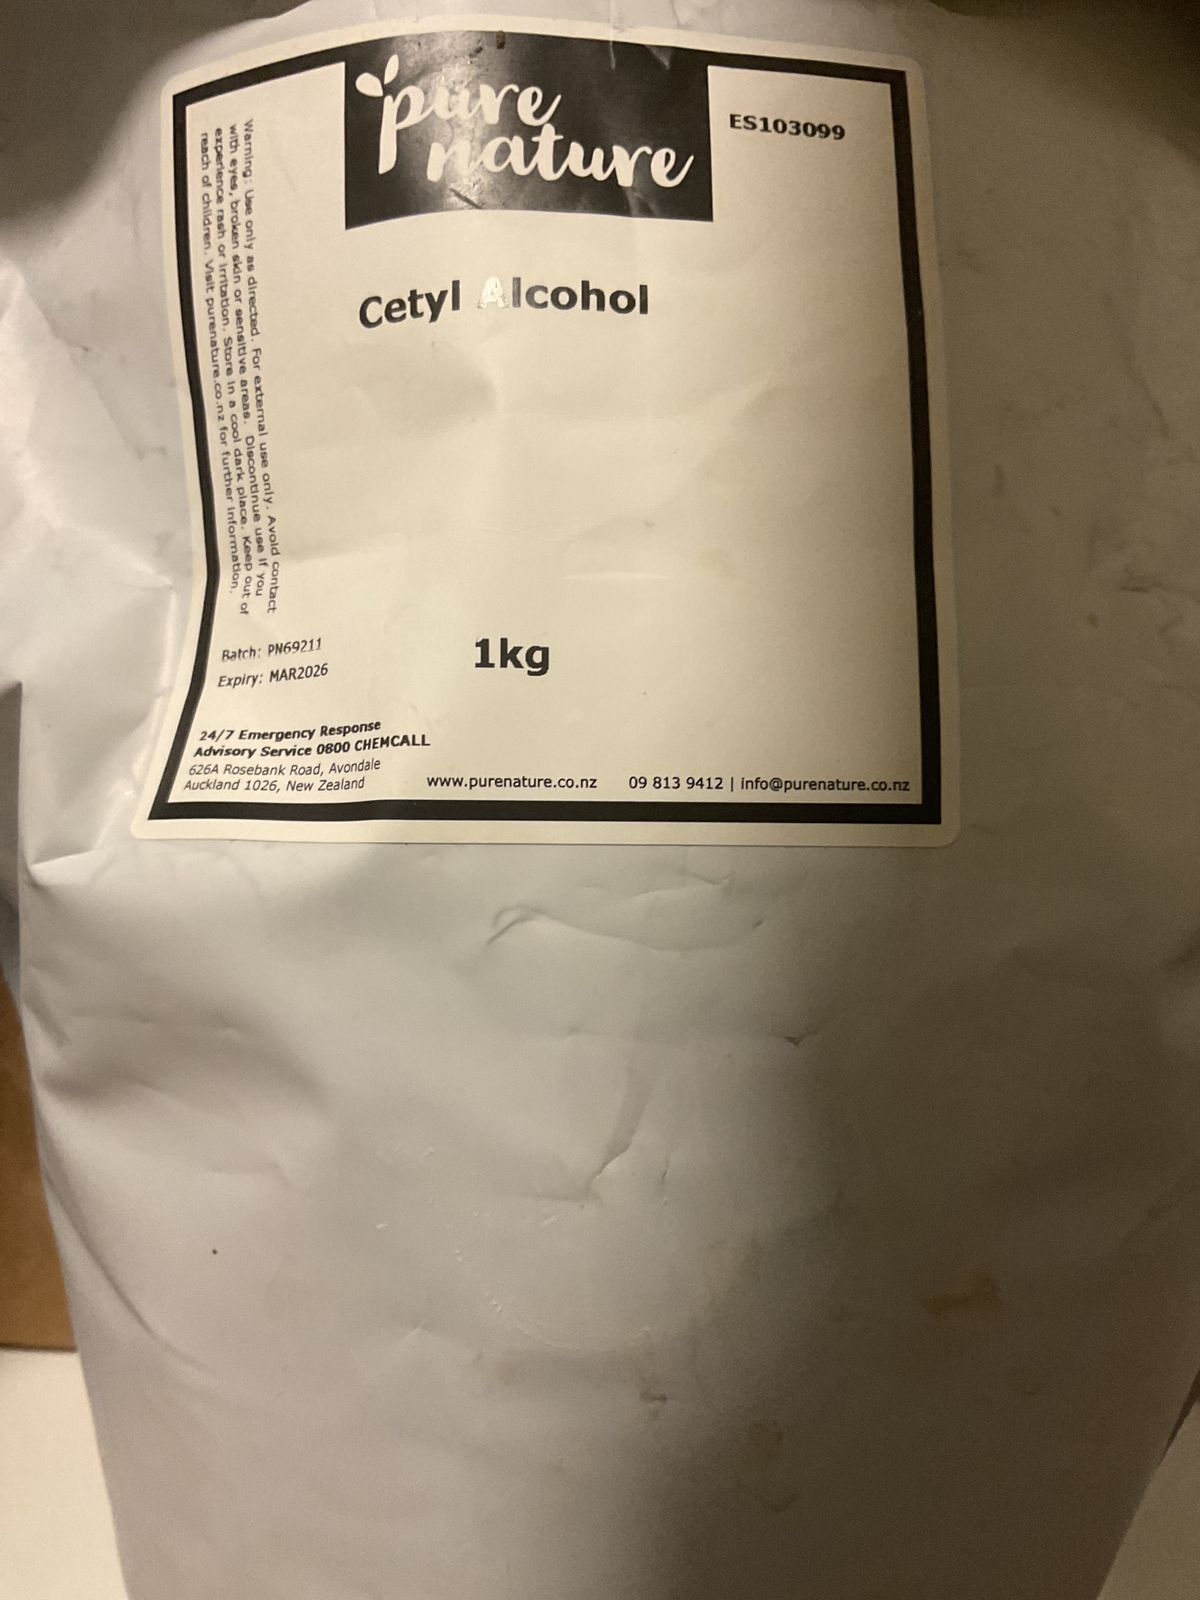 pure
nature
ES103099
Cetyl Alcohol
Warning: Use only as directed. For external use only. Avoid contact
with eyes, broken skin or sensitive areas. Discontinue use if you
experience rash or irritation. Store in a cool dark place. Keep out of
reach of children. Visit purenature.co.nz for further information.
1kg
Batch: PN69211
Expiry: MAR2026
24/7 Emergency Response
Advisory Service 0800 CHEMCALL
626A Rosebank Road, Avondale
Auckland 1026, New Zealand
www.purenature.co.nz 09 813 9412 | info@purenature.co.nz